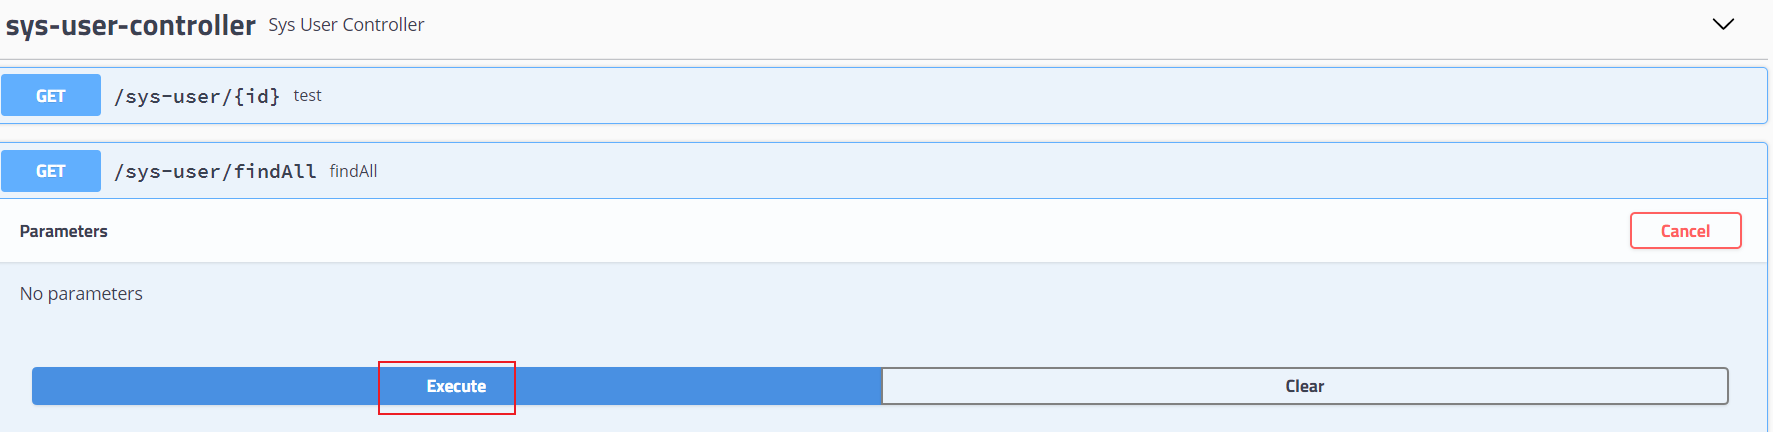 sys-user-controller Sys User Controller
GET /sys-user/{id} test
GET /sys-user/findAll findAll
Parameters Cancel
No parameters
Execute Clear